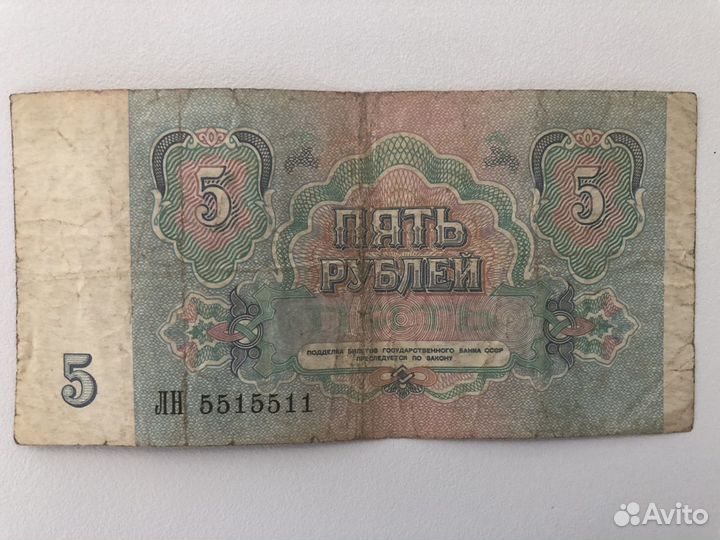 5 5
ПЯТЬ
РУБЛЕЙ
ПОДДЕЛКА БИЛЕТОВ ГОСУДАРСТВЕННОГО БАНКА СССР
ПРЕСЛЕДУЕТСЯ ПО ЗАКОНУ
5
ЛН 5515511
Avito